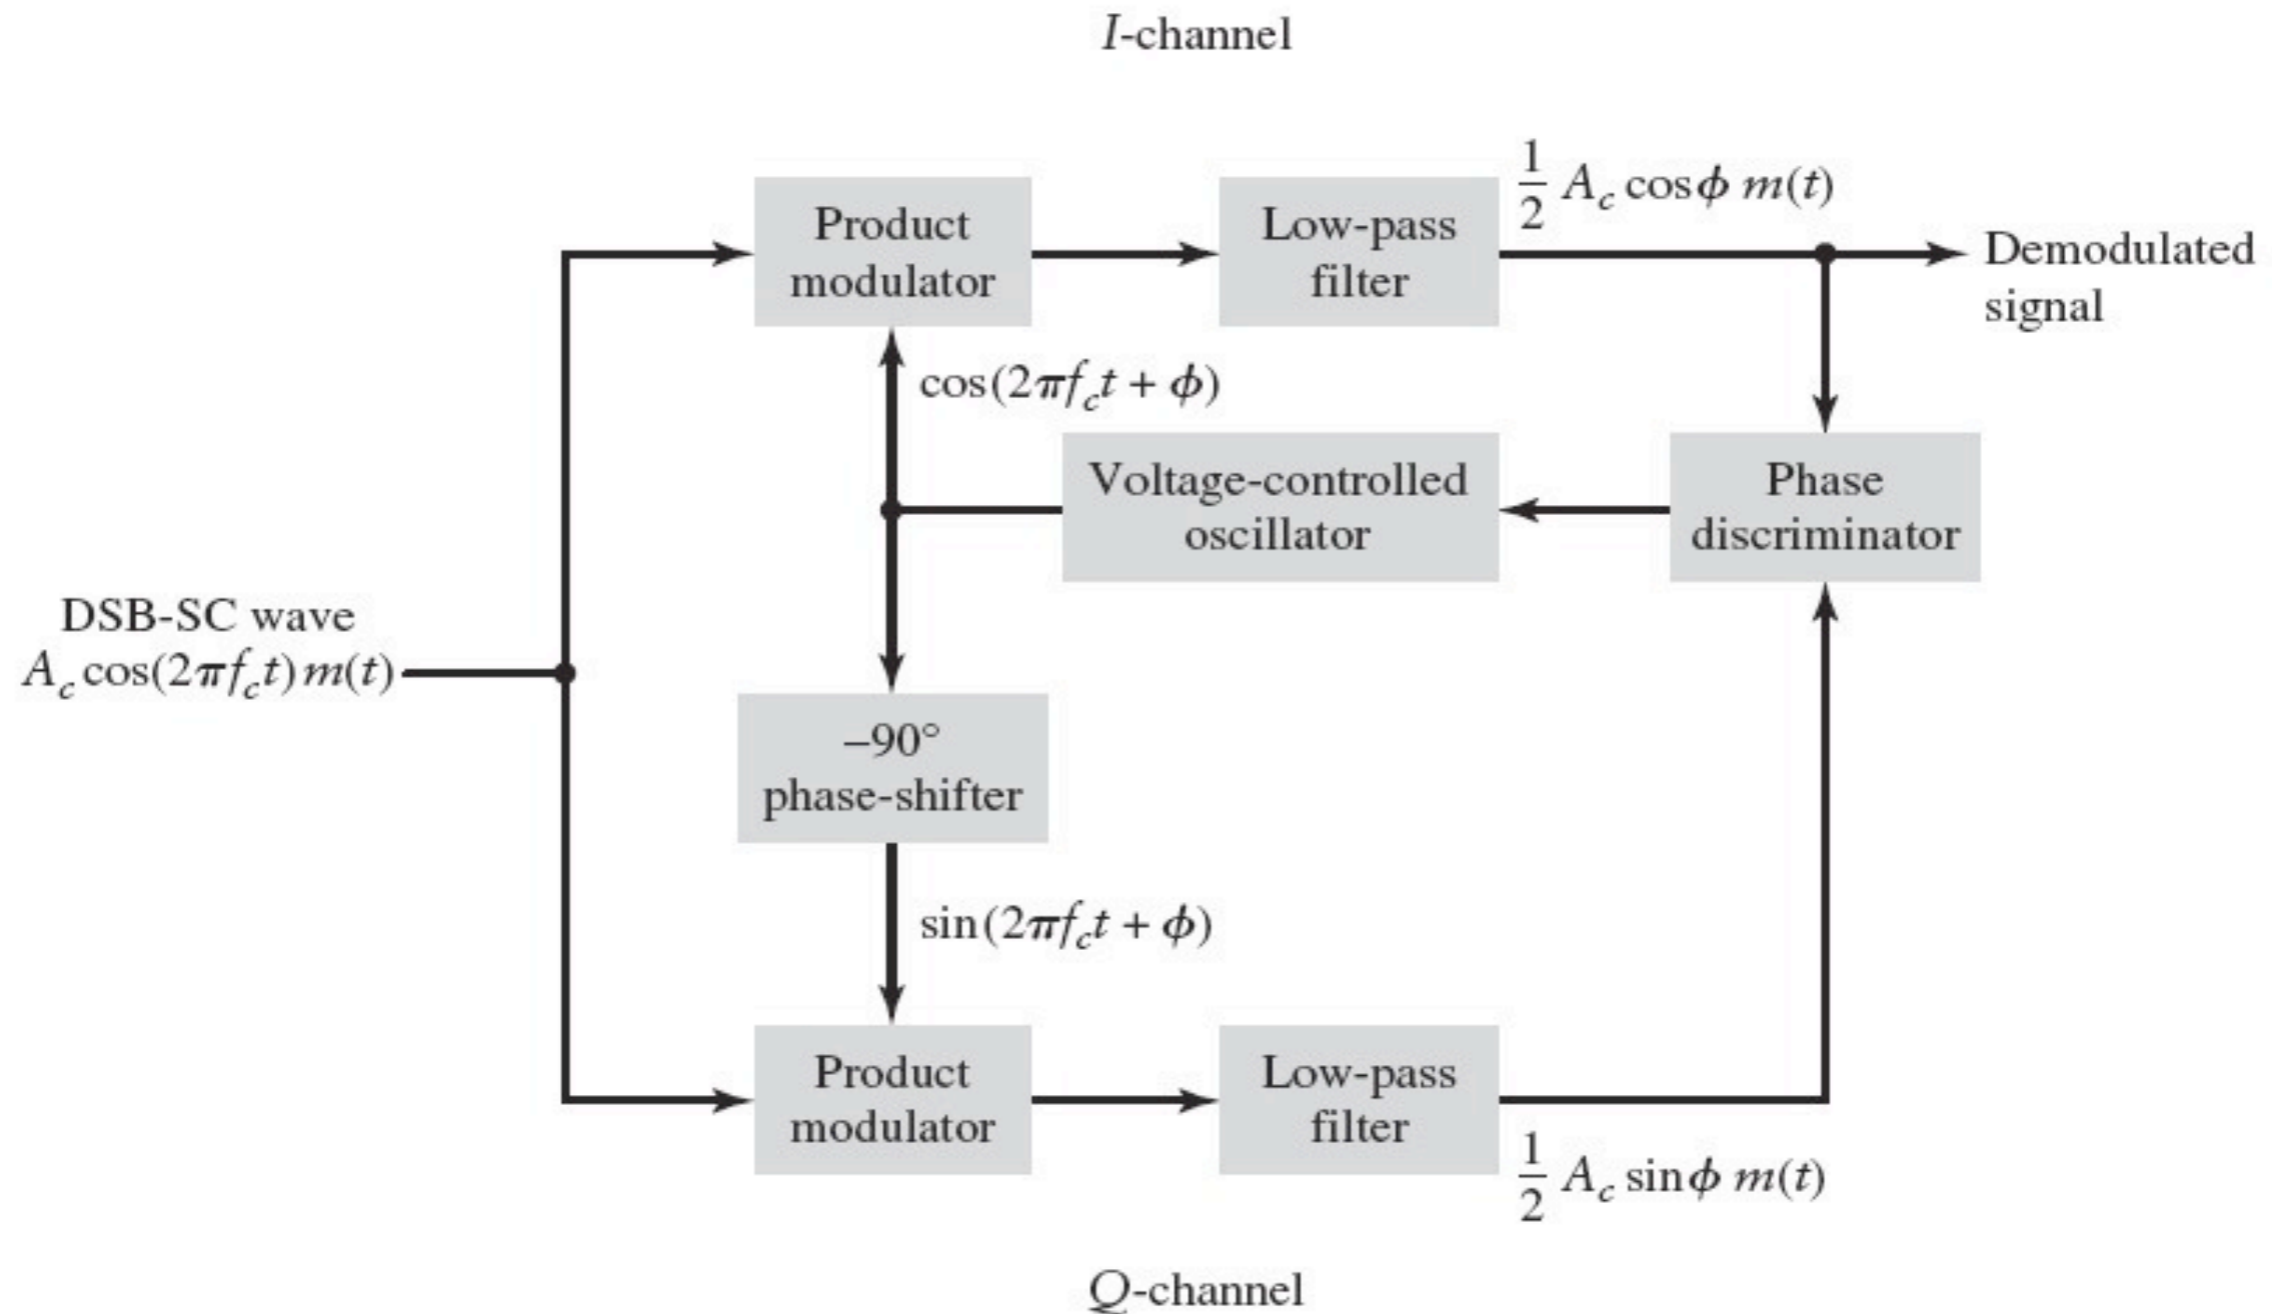 I-channel
Product
modulator
Low-pass
filter
1/2 A_c cosϕ m(t)
Demodulated
signal
cos(2πf_ct + ϕ)
Voltage-controlled
oscillator
Phase
discriminator
DSB-SC wave
A_c cos(2πf_ct) m(t)
–90°
phase-shifter
sin(2πf_ct + ϕ)
Product
modulator
Low-pass
filter
1/2 A_c sinϕ m(t)
Q-channel